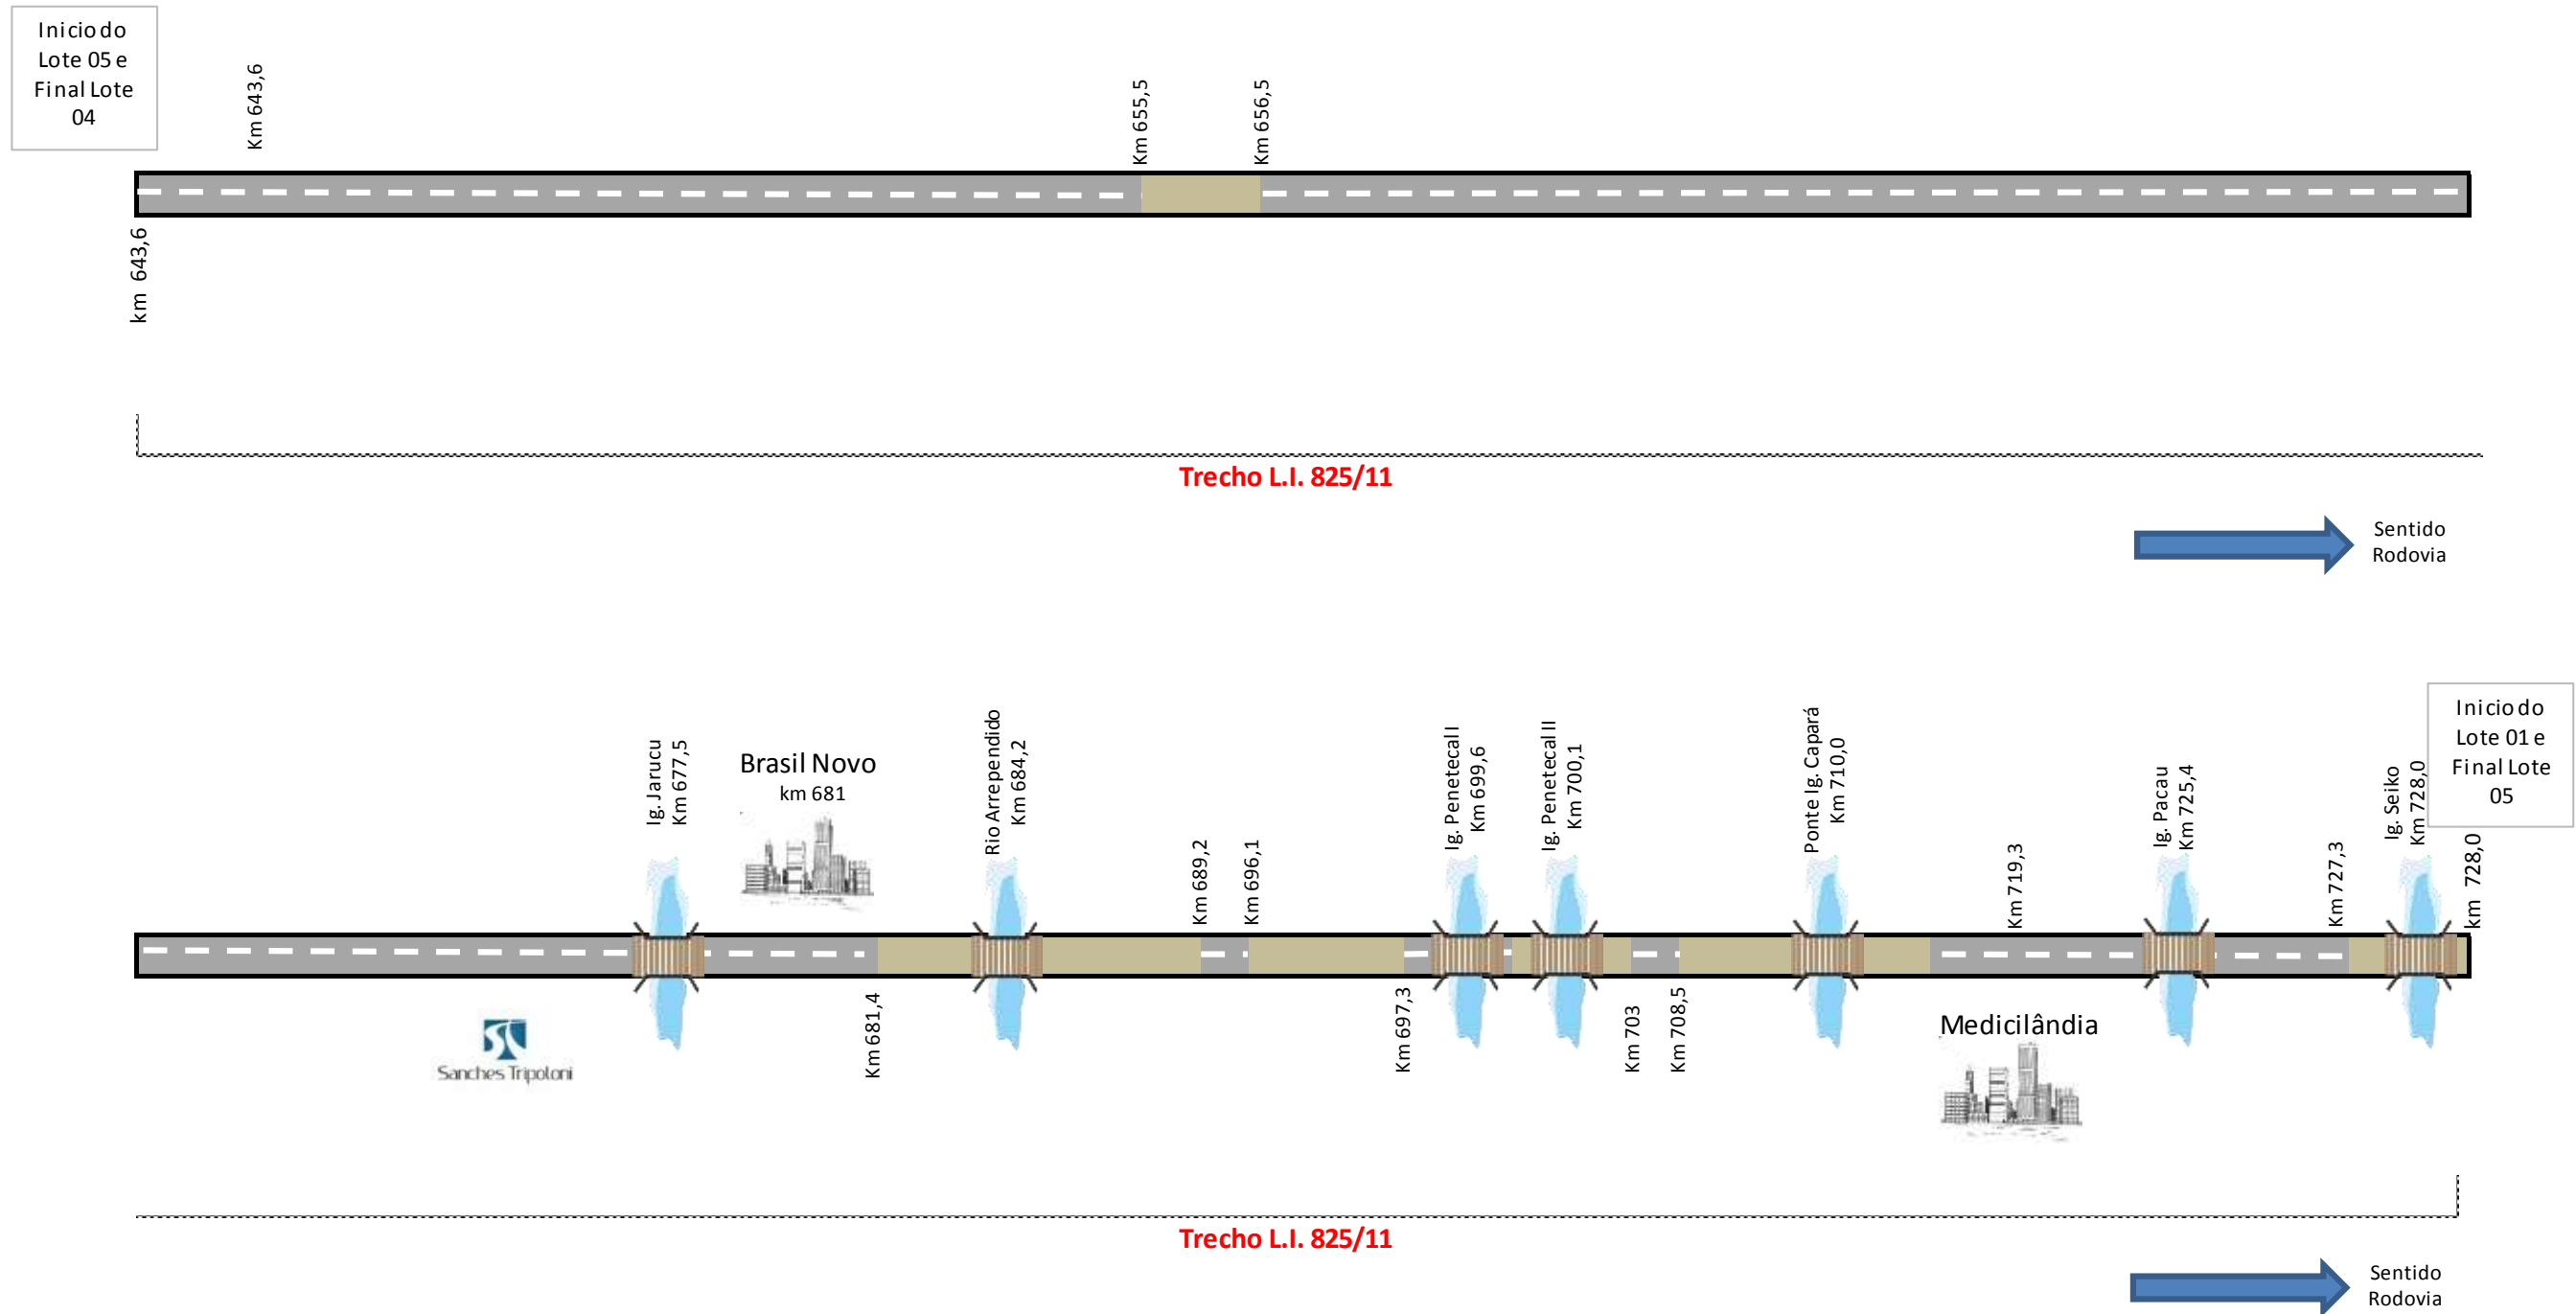 Inicio do
Lote 05 e
Final Lote
04
Km 643,6
Km 655,5
Km 656,5
km 643,6
Trecho L.I. 825/11
Sentido
Rodovia
Ig. Jarucu
Km 677,5
Brasil Novo
km 681
Rio Arrependido
Km 684,2
Km 689,2
Km 696,1
Ig. Penetecal I
Km 699,6
Ig. Penetecal II
Km 700,1
Ponte Ig. Capará
Km 710,0
Km 719,3
Ig. Pacau
Km 725,4
Km 727,3
Ig. Seiko
Km 728,0
Inicio do
Lote 01 e
Final Lote
05
km 728,0
Sanches Tripoloni
Km 681,4
Km 697,3
Km 703
Km 708,5
Medicilândia
Trecho L.I. 825/11
Sentido
Rodovia